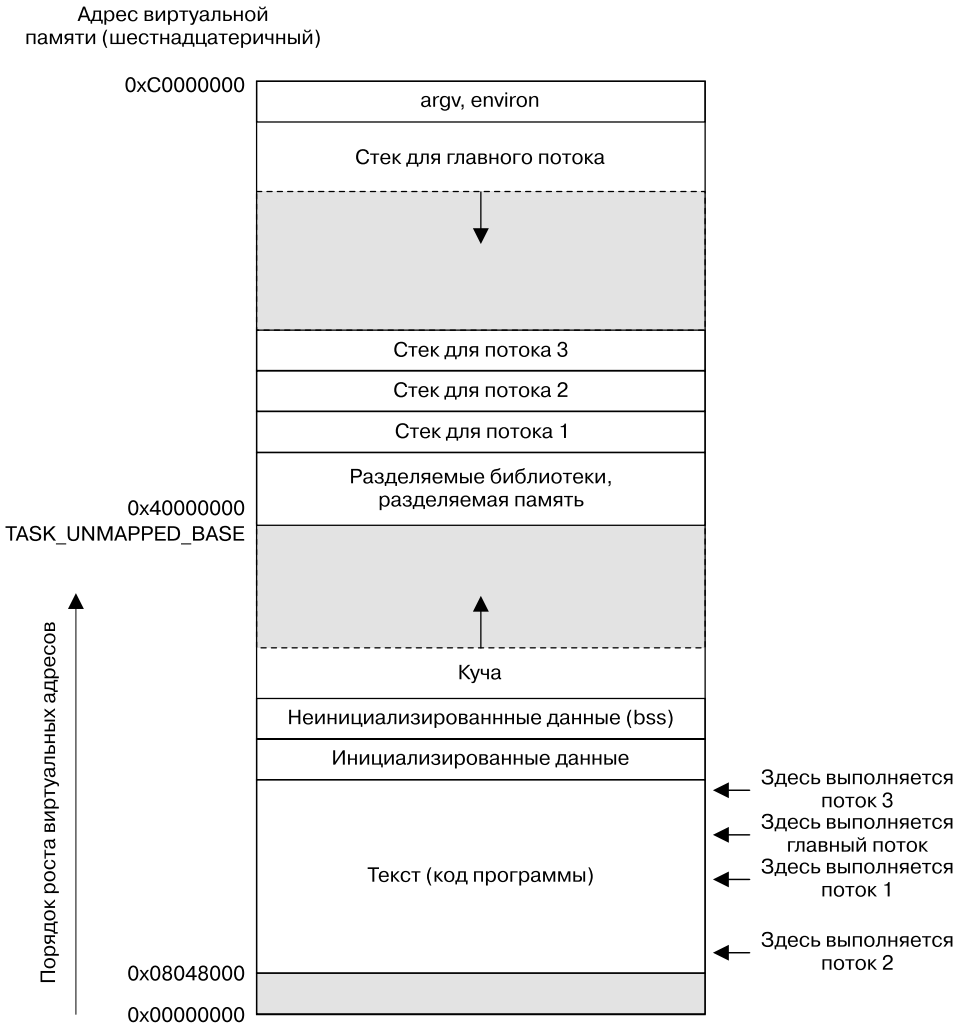 Адрес виртуальной
памяти (шестнадцатеричный)
0xC0000000
argv, environ
Стек для главного потока
Стек для потока 3
Стек для потока 2
Стек для потока 1
Разделяемые библиотеки,
разделяемая память
0x40000000
TASK_UNMAPPED_BASE
Порядок роста виртуальных адресов
Куча
Неинициализированнные данные (bss)
Инициализированные данные
Здесь выполняется
поток 3
Здесь выполняется
главный поток
Текст (код программы)
Здесь выполняется
поток 1
Здесь выполняется
поток 2
0x08048000
0x00000000